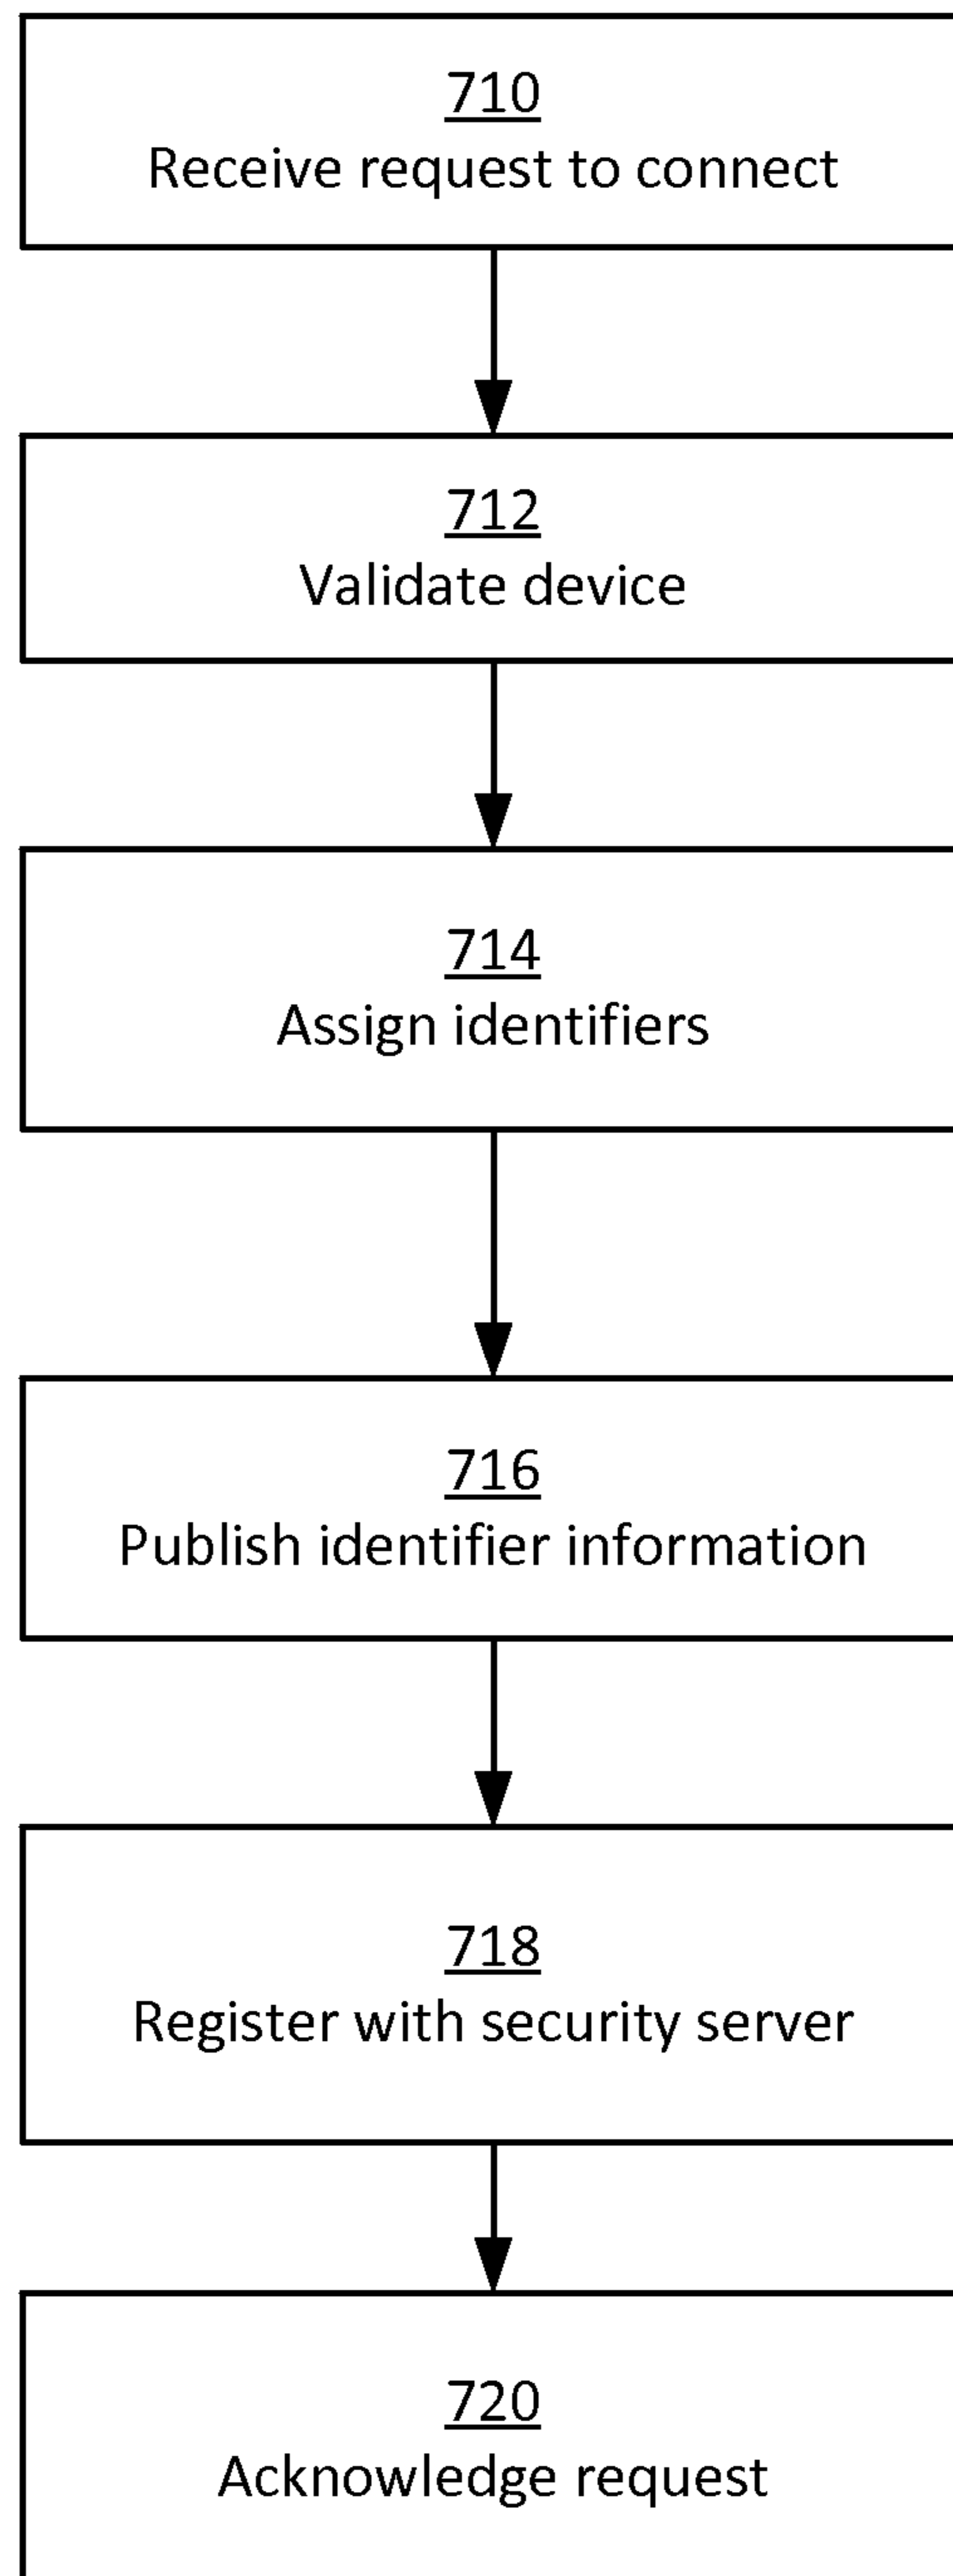 710
Receive request to connect
712
Validate device
714
Assign identifiers
716
Publish identifier information
718
Register with security server
720
Acknowledge request